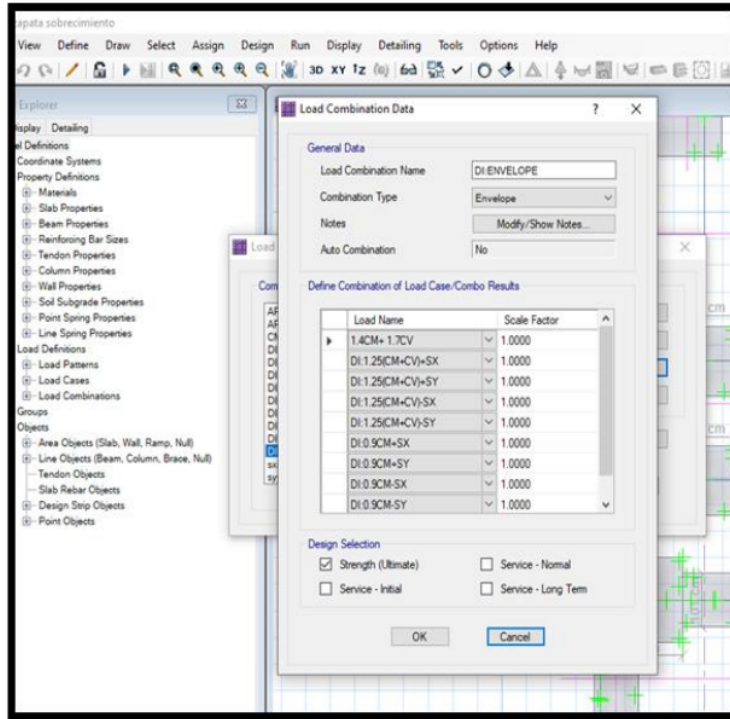 zapata sobrecimiento
View Define Draw Select Assign Design Run Display Detailing Tools Options Help
3D XY
Explorer
Display Detailing
el Definitions
Coordinate Systems
Property Definitions
Materials
Slab Properties
Beam Properties
Reinforcing Bar Sizes
Tendon Properties
Column Properties
Wall Properties
Soil Subgrade Properties
Point Spring Properties
Line Spring Properties
Load Definitions
Load Patterns
Load Cases
Load Combinations
Groups
Objects
Area Objects (Slab, Wall, Ramp, Null)
Line Objects (Beam, Column, Brace, Null)
Tendon Objects
Slab Rebar Objects
Design Strip Objects
Point Objects
Load
Load Combination Data ? X
General Data
Load Combination Name DI:ENVELOPE
Combination Type Envelope
Notes Modify/Show Notes...
Auto Combination No
Define Combination of Load Case/Combo Results
Load Name Scale Factor
1.4CM+ 1.7CV 1.0000
DI:1.25(CM+CV)+SX 1.0000
DI:1.25(CM+CV)+SY 1.0000
DI:1.25(CM+CV)-SX 1.0000
DI:1.25(CM+CV)-SY 1.0000
DI:0.9CM+SX 1.0000
DI:0.9CM+SY 1.0000
DI:0.9CM-SX 1.0000
DI:0.9CM-SY 1.0000
Design Selection
Strength (Ultimate) Service - Normal
Service - Initial Service - Long Term
OK Cancel
cm